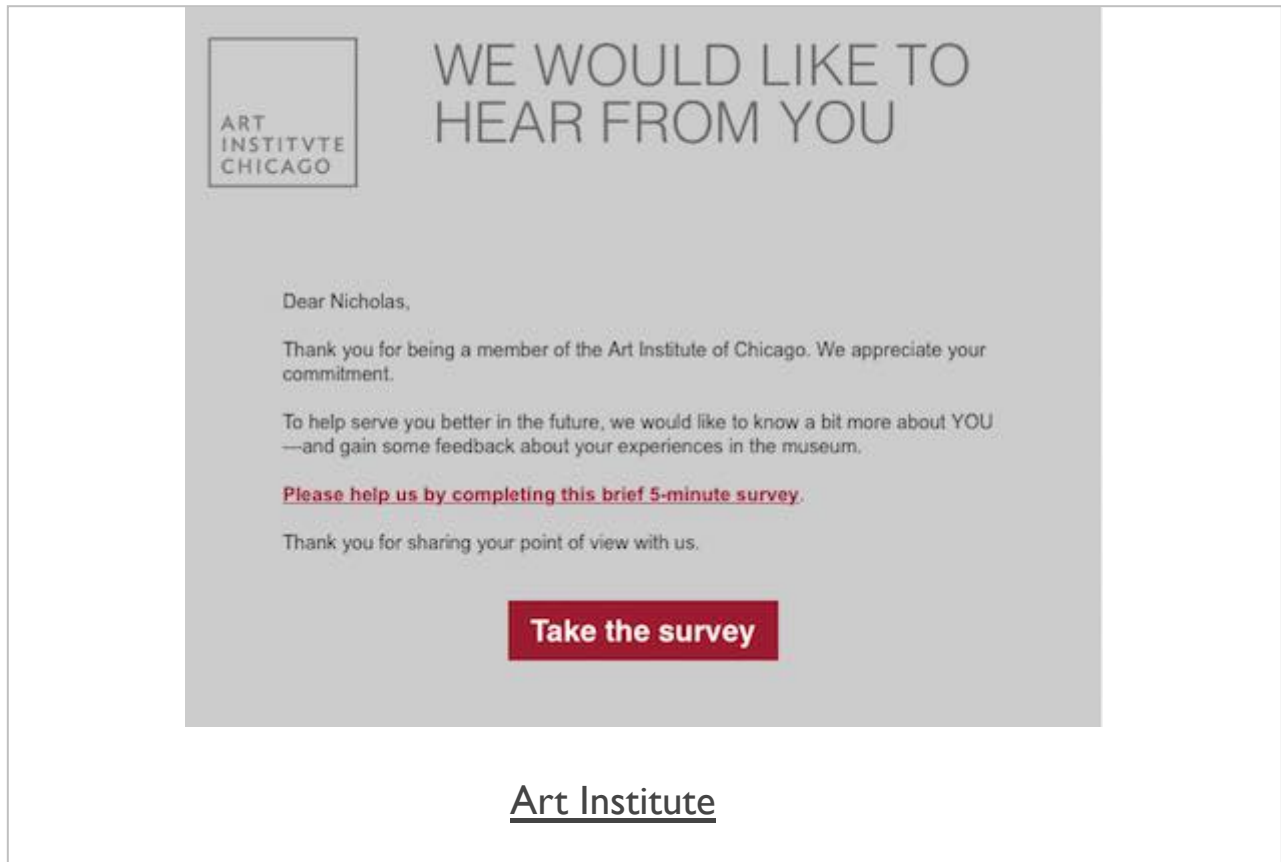 ART
INSTITVTE
CHICAGO
WE WOULD LIKE TO
HEAR FROM YOU
Dear Nicholas,
Thank you for being a member of the Art Institute of Chicago. We appreciate your
commitment.
To help serve you better in the future, we would like to know a bit more about YOU
—and gain some feedback about your experiences in the museum.
Please help us by completing this brief 5-minute survey.
Thank you for sharing your point of view with us.
Take the survey
Art Institute